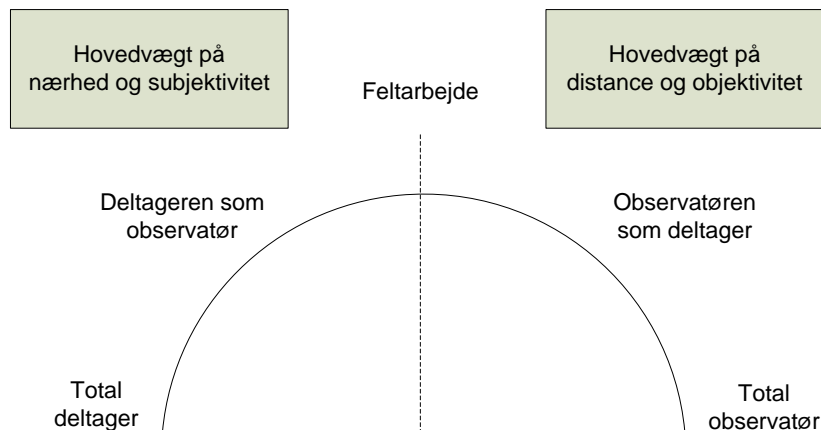 Hovedvægt på
nærhed og subjektivitet
Feltarbejde
Hovedvægt på
distance og objektivitet
Deltageren som
observatør
Observatøren
som deltager
Total
deltager
Total
observatør